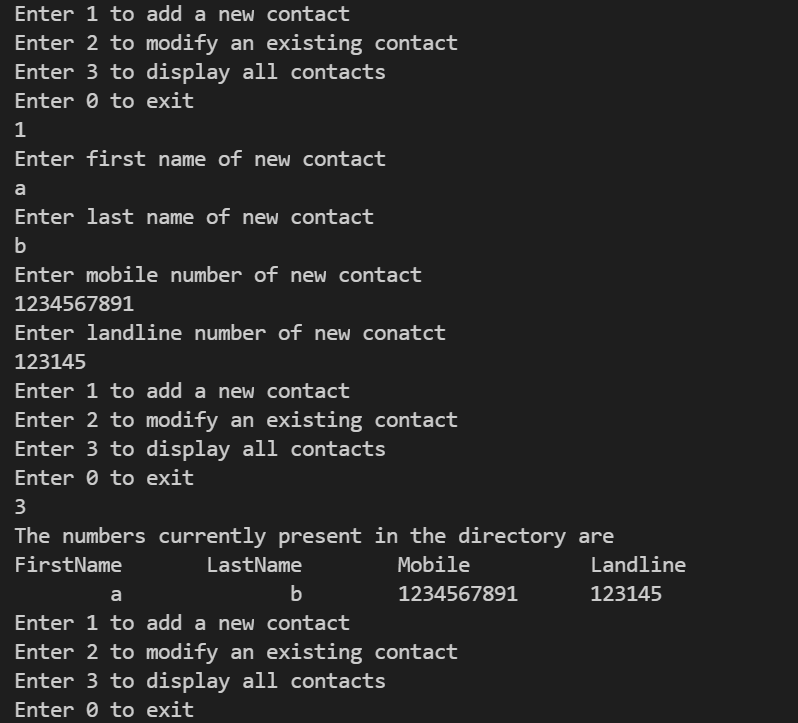 Enter 1 to add a new contact
Enter 2 to modify an existing contact
Enter 3 to display all contacts
Enter 0 to exit
1
Enter first name of new contact
a
Enter last name of new contact
b
Enter mobile number of new contact
1234567891
Enter landline number of new conatct
123145
Enter 1 to add a new contact
Enter 2 to modify an existing contact
Enter 3 to display all contacts
Enter 0 to exit
3
The numbers currently present in the directory are
FirstName       LastName        Mobile          Landline
        a              b        1234567891      123145
Enter 1 to add a new contact
Enter 2 to modify an existing contact
Enter 3 to display all contacts
Enter 0 to exit